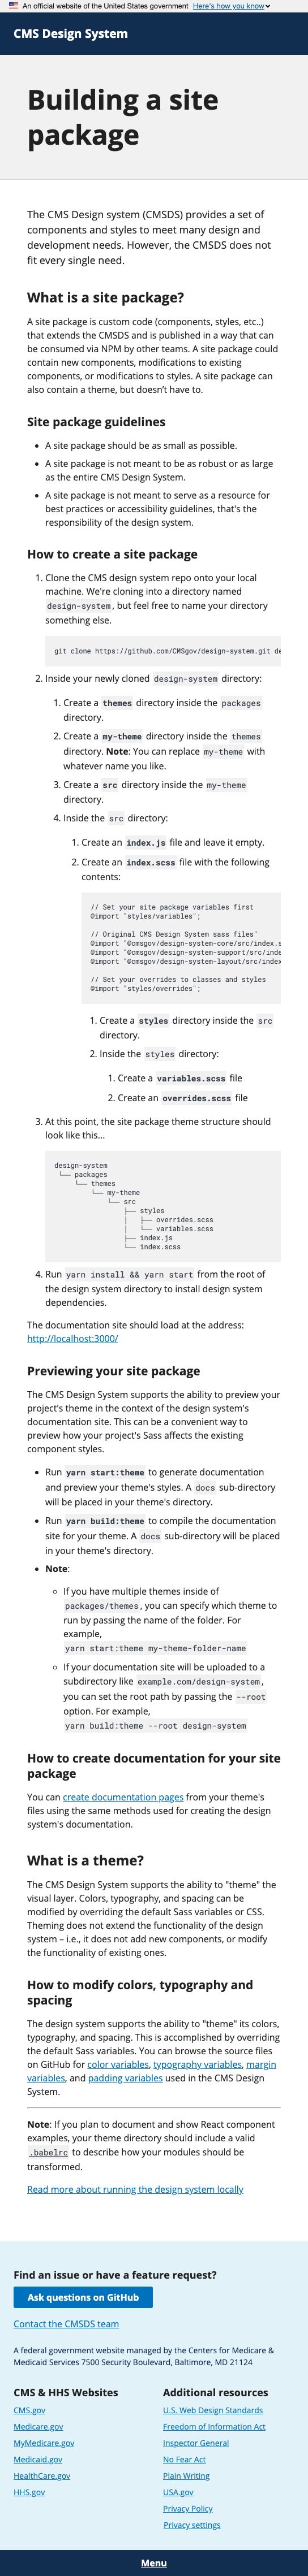 An official website of the United States government Here's how you know
CMS Design System
Building a site
package
The CMS Design system (CMSDS) provides a set of
components and styles to meet many design and
development needs. However, the CMSDS does not
fit every single need.
What is a site package?
A site package is custom code (components, styles, etc..)
that extends the CMSDS and is published in a way that can
be consumed via NPM by other teams. A site package could
contain new components, modifications to existing
components, or modifications to styles. A site package can
also contain a theme, but doesn't have to.
Site package guidelines
• A site package should be as small as possible.
• A site package is not meant to be as robust or as large
as the entire CMS Design System.
• A site package is not meant to serve as a resource for
best practices or accessibility guidelines, that's the
responsibility of the design system.
How to create a site package
1. Clone the CMS design system repo onto your local
machine. We're cloning into a directory named
design-system, but feel free to name your directory
something else.
git clone https://github.com/CMSgov/design-system.git de
2. Inside your newly cloned design-system directory:
1. Create a themes directory inside the packages
directory.
2. Create a my-theme directory inside the themes
directory. Note: You can replace my-theme with
whatever name you like.
3. Create a src directory inside the my-theme
directory.
4. Inside the src directory:
1. Create an index.js file and leave it empty.
2. Create an index.scss file with the following
contents:
// Set your site package variables first
@import "styles/variables";
// Original CMS Design System sass files"
@import "@cmsgov/design-system-core/src/index.s
@import "@cmsgov/design-system-support/src/inde
@import "@cmsgov/design-system-layout/src/index
// Set your overrides to classes and styles
@import "styles/overrides";
1. Create a styles directory inside the src
directory.
2. Inside the styles directory:
1. Create a variables.scss file
2. Create an overrides.scss file
3. At this point, the site package theme structure should
look like this...
design-system
└── packages
└── themes
└── my-theme
└── src
├── styles
│   ├── overrides.scss
│   └── variables.scss
├── index.js
└── index.scss
4. Run yarn install && yarn start from the root of
the design system directory to install design system
dependencies.
The documentation site should load at the address:
http://localhost:3000/
Previewing your site package
The CMS Design System supports the ability to preview your
project's theme in the context of the design system's
documentation site. This can be a convenient way to
preview how your project's Sass affects the existing
component styles.
• Run yarn start:theme to generate documentation
and preview your theme's styles. A docs sub-directory
will be placed in your theme's directory.
• Run yarn build:theme to compile the documentation
site for your theme. A docs sub-directory will be placed
in your theme's directory.
• Note:
◦ If you have multiple themes inside of
packages/themes, you can specify which theme to
run by passing the name of the folder. For
example,
yarn start:theme my-theme-folder-name
◦ If your documentation site will be uploaded to a
subdirectory like example.com/design-system,
you can set the root path by passing the --root
option. For example,
yarn build:theme --root design-system
How to create documentation for your site
package
You can create documentation pages from your theme's
files using the same methods used for creating the design
system's documentation.
What is a theme?
The CMS Design System supports the ability to "theme" the
visual layer. Colors, typography, and spacing can be
modified by overriding the default Sass variables or CSS.
Theming does not extend the functionality of the design
system – i.e., it does not add new components, or modify
the functionality of existing ones.
How to modify colors, typography and
spacing
The design system supports the ability to "theme" its colors,
typography, and spacing. This is accomplished by overriding
the default Sass variables. You can browse the source files
on GitHub for color variables, typography variables, margin
variables, and padding variables used in the CMS Design
System.
Note: If you plan to document and show React component
examples, your theme directory should include a valid
.babelrc to describe how your modules should be
transformed.
Read more about running the design system locally
Find an issue or have a feature request?
Ask questions on GitHub
Contact the CMSDS team
A federal government website managed by the Centers for Medicare &
Medicaid Services 7500 Security Boulevard, Baltimore, MD 21124
CMS & HHS Websites
CMS.gov
Medicare.gov
MyMedicare.gov
Medicaid.gov
HealthCare.gov
HHS.gov
Additional resources
U.S. Web Design Standards
Freedom of Information Act
Inspector General
No Fear Act
Plain Writing
USA.gov
Privacy Policy
Privacy settings
Menu